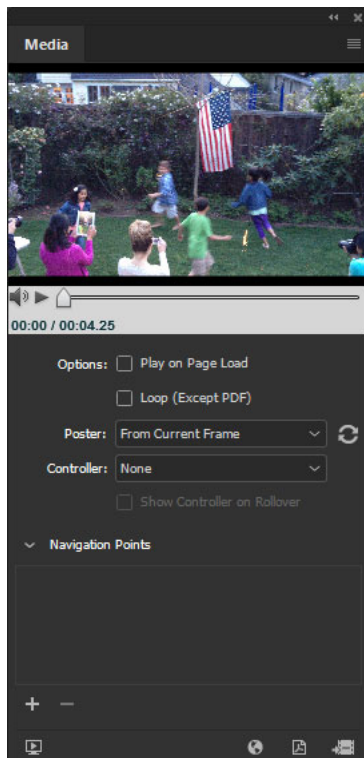 Media
00:00 / 00:04.25
Options: Play on Page Load
Loop (Except PDF)
Poster: From Current Frame
Controller: None
Show Controller on Rollover
Navigation Points